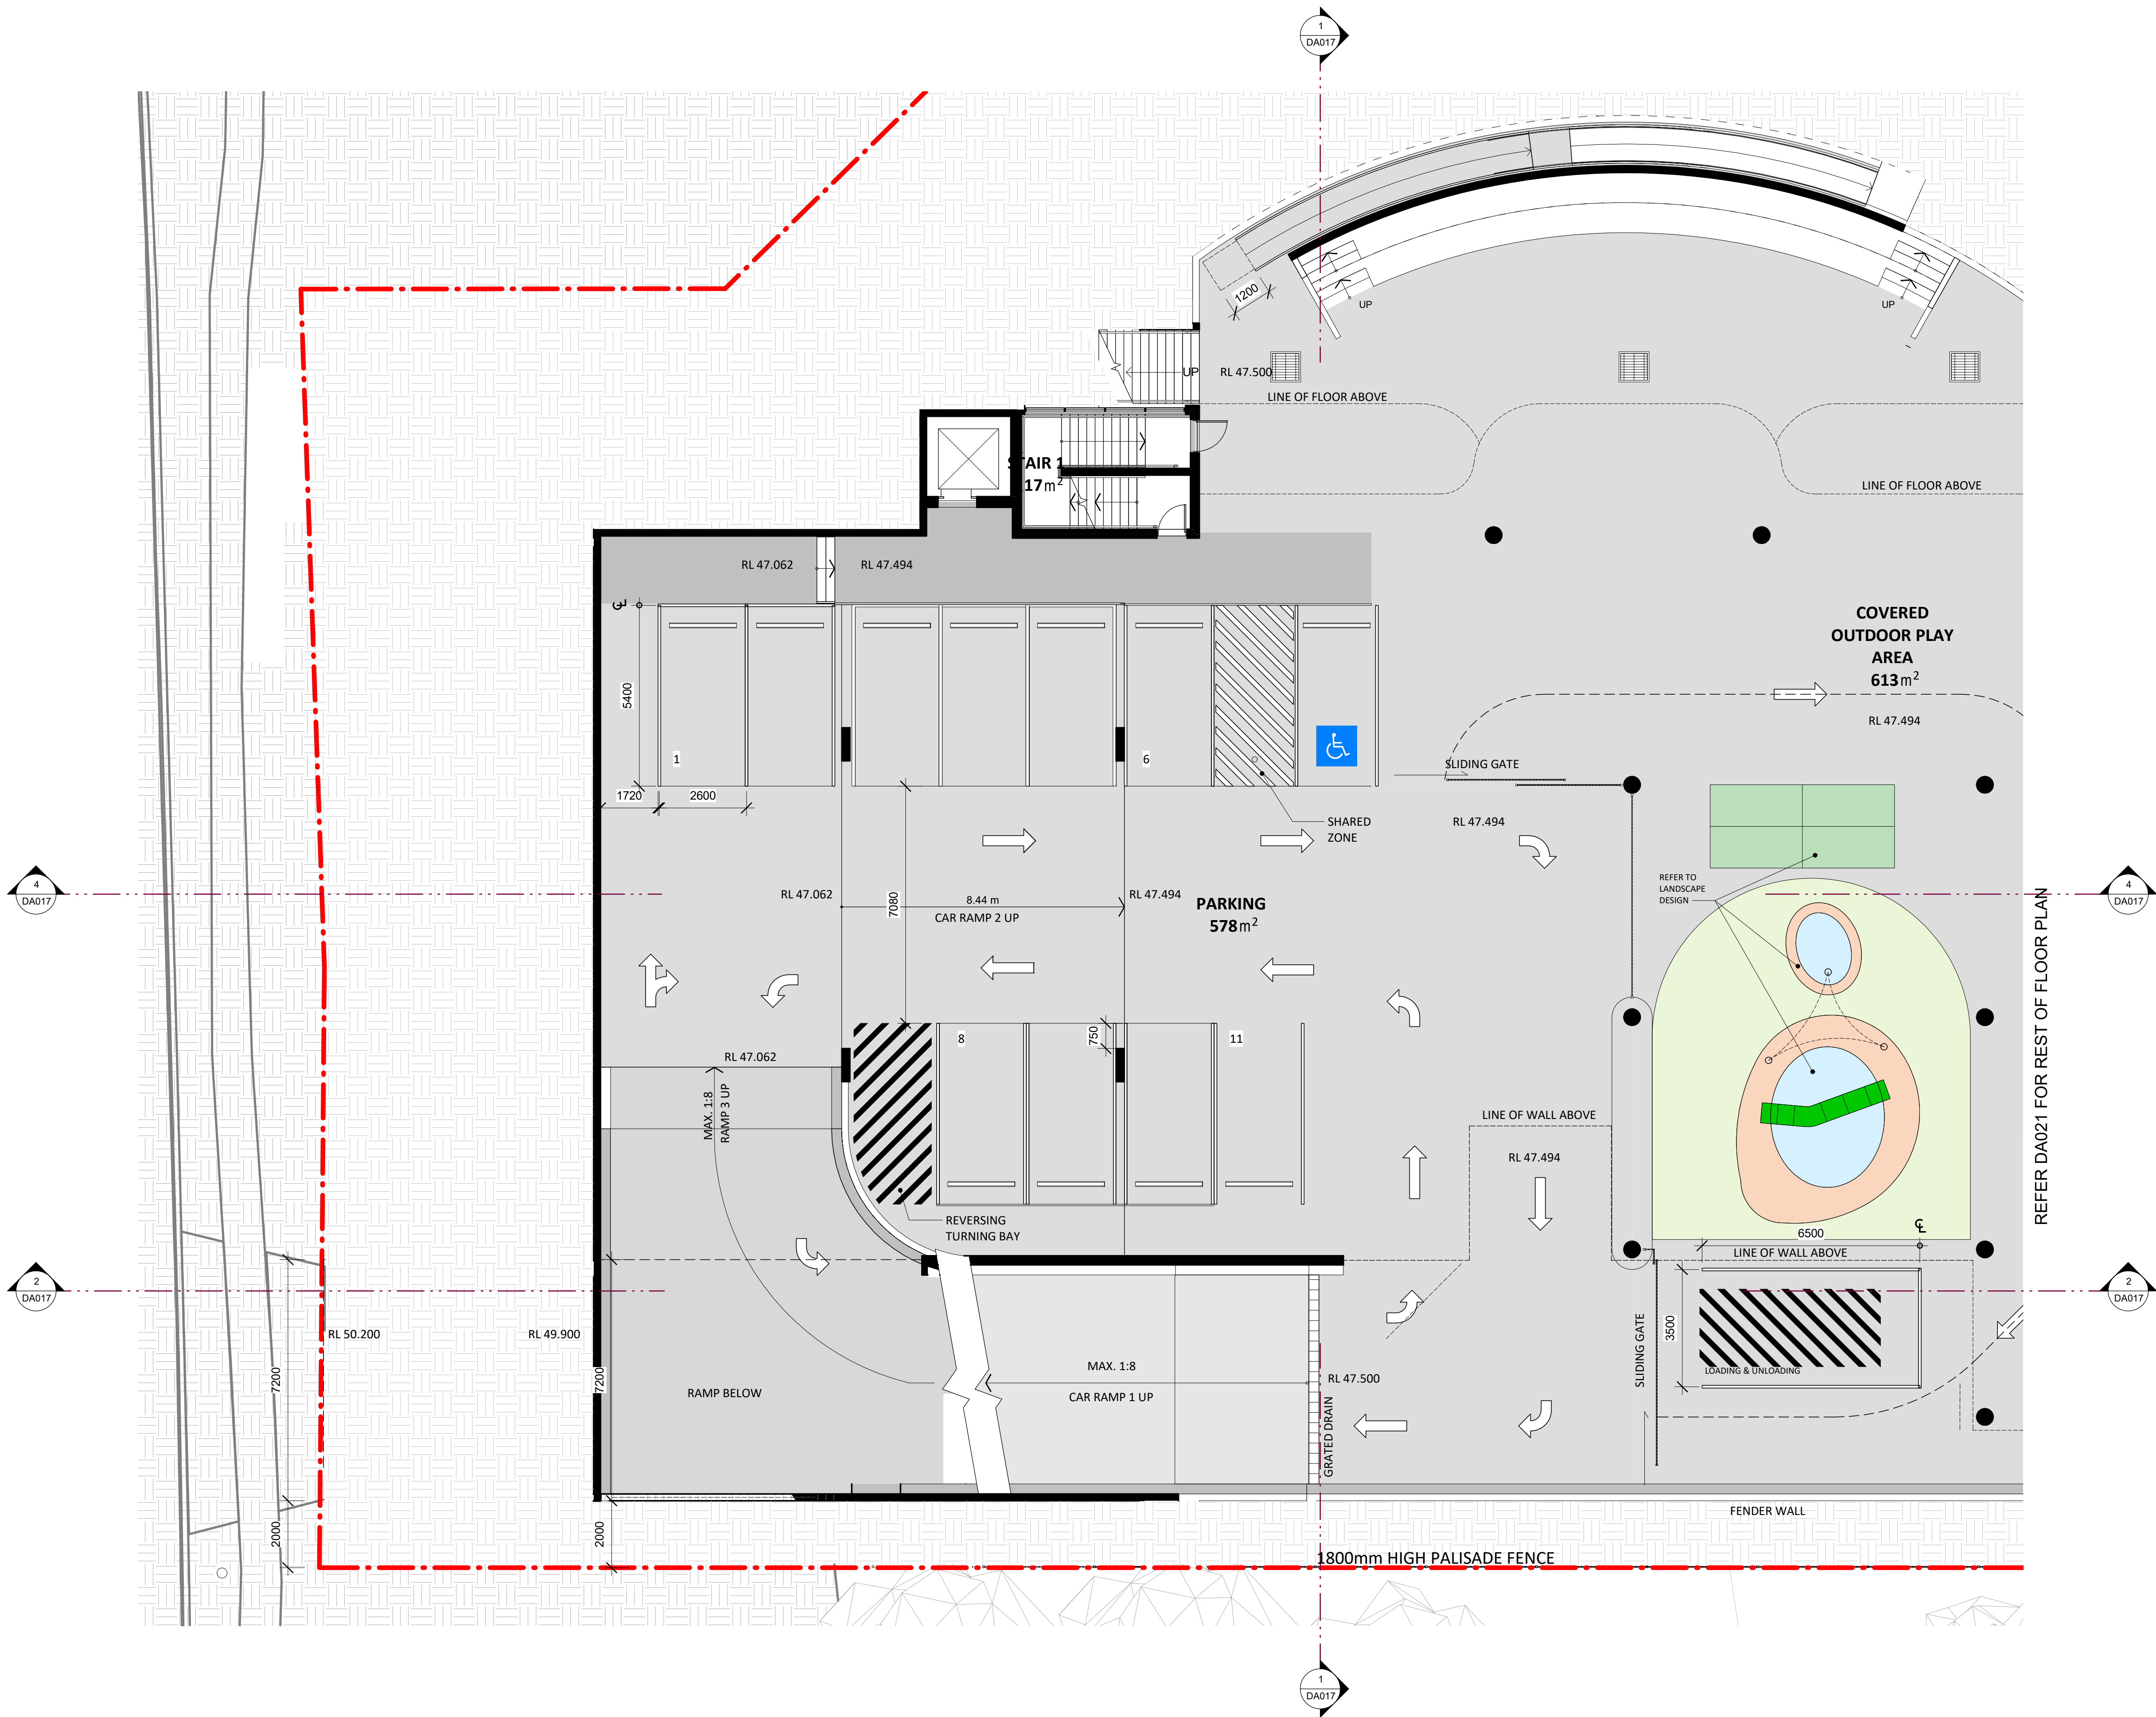 1
DA017
1200
UP
UP
UP
RL 47.500
LINE OF FLOOR ABOVE
STAIR 1
17m²
LINE OF FLOOR ABOVE
RL 47.062
RL 47.494
COVERED
OUTDOOR PLAY
AREA
613m²
RL 47.494
5400
1
6
SLIDING GATE
1720
2600
SHARED
ZONE
RL 47.494
4
DA017
RL 47.062
7080
8.44 m
CAR RAMP 2 UP
RL 47.494
PARKING
578m²
REFER TO
LANDSCAPE
DESIGN
4
DA017
REFER DA021 FOR REST OF FLOOR PLAN
RL 47.062
8
750
11
MAX. 1:8
RAMP 3 UP
LINE OF WALL ABOVE
RL 47.494
REVERSING
TURNING BAY
6500
LINE OF WALL ABOVE
2
DA017
2
DA017
RL 50.200
RL 49.900
7200
7200
RAMP BELOW
MAX. 1:8
CAR RAMP 1 UP
RL 47.500
GRATED DRAIN
SLIDING GATE
3500
LOADING & UNLOADING
2000
2000
FENDER WALL
1800mm HIGH PALISADE FENCE
1
DA017